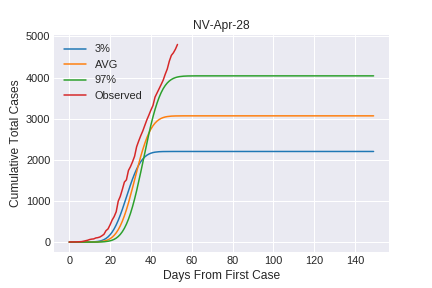 NV-Apr-28
Cumulative Total Cases
5000
4000
3000
2000
1000
0
3%
AVG
97%
Observed
0 20 40 60 80 100 120 140
Days From First Case